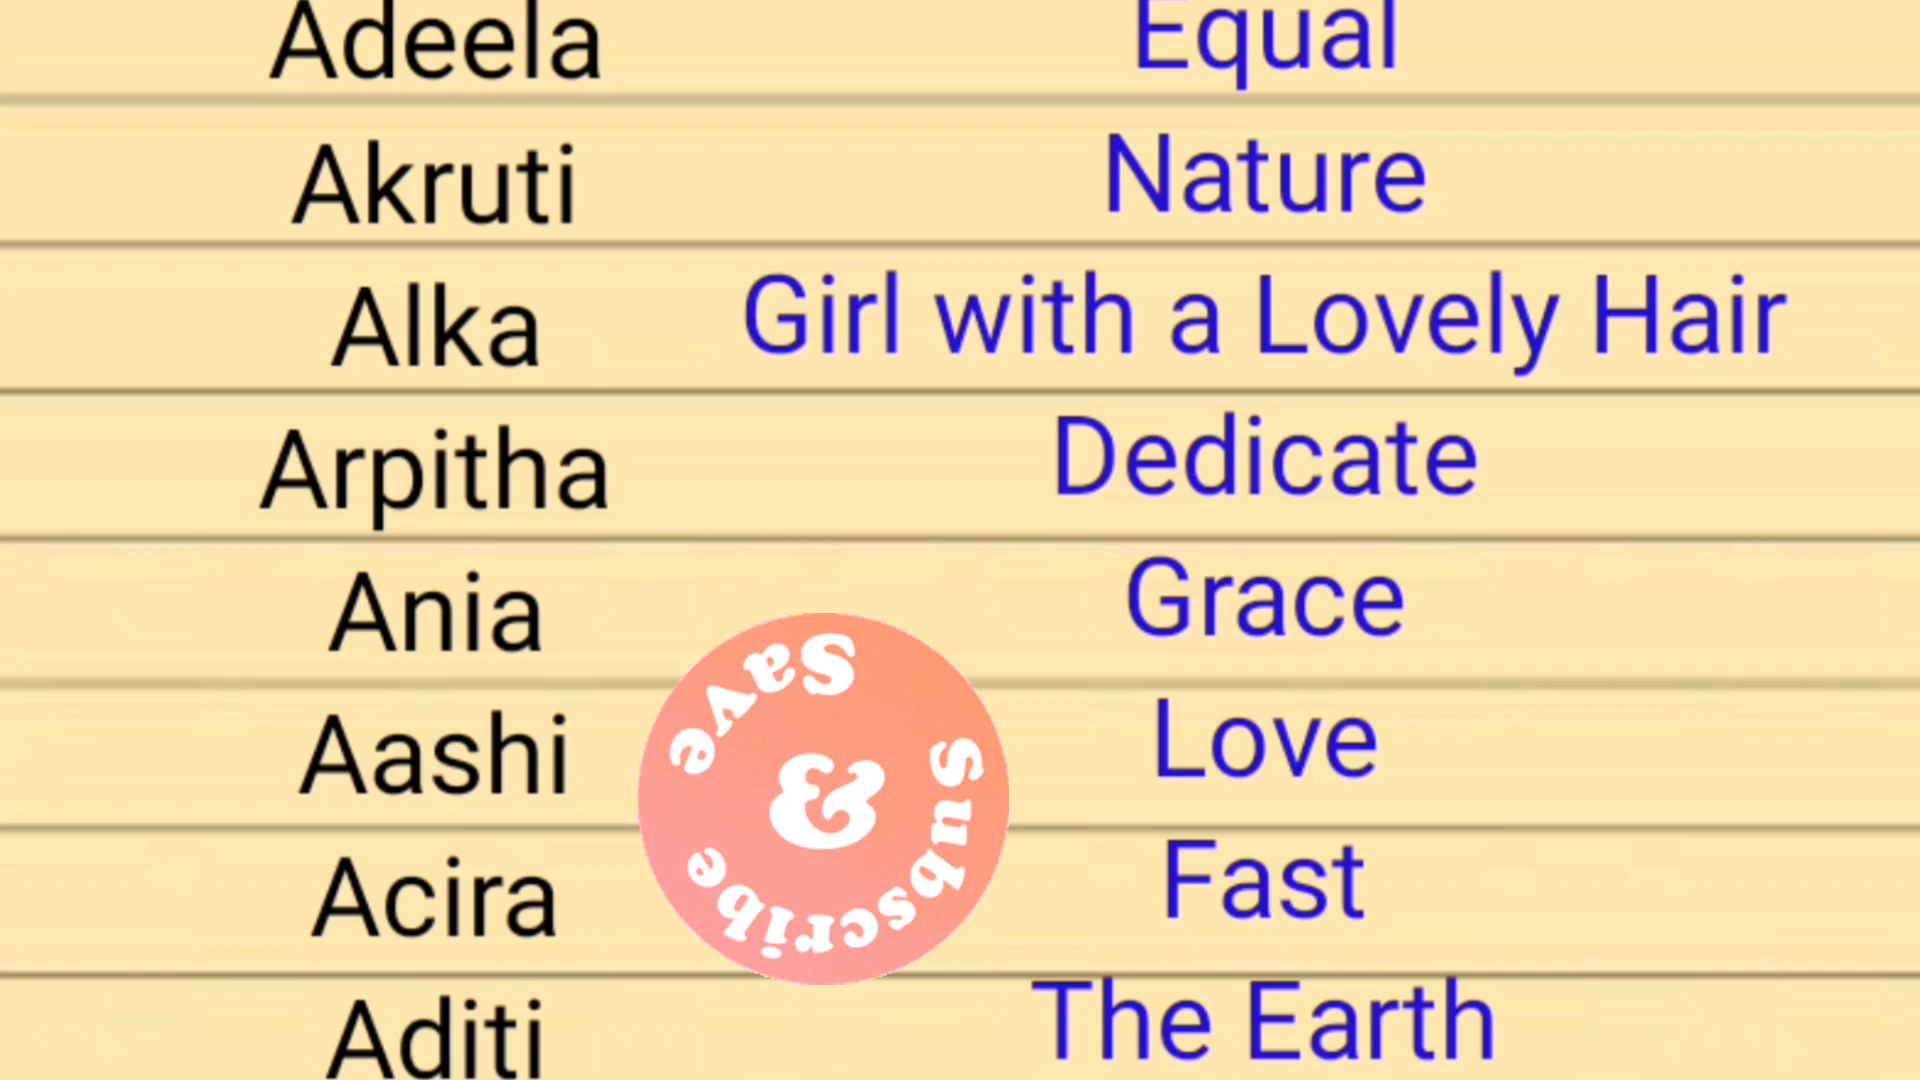 Adeela Equal
Akruti Nature
Alka Girl with a Lovely Hair
Arpitha Dedicate
Ania Grace
Aashi Love
Acira Fast
Aditi The Earth
Save
&
Subscribe